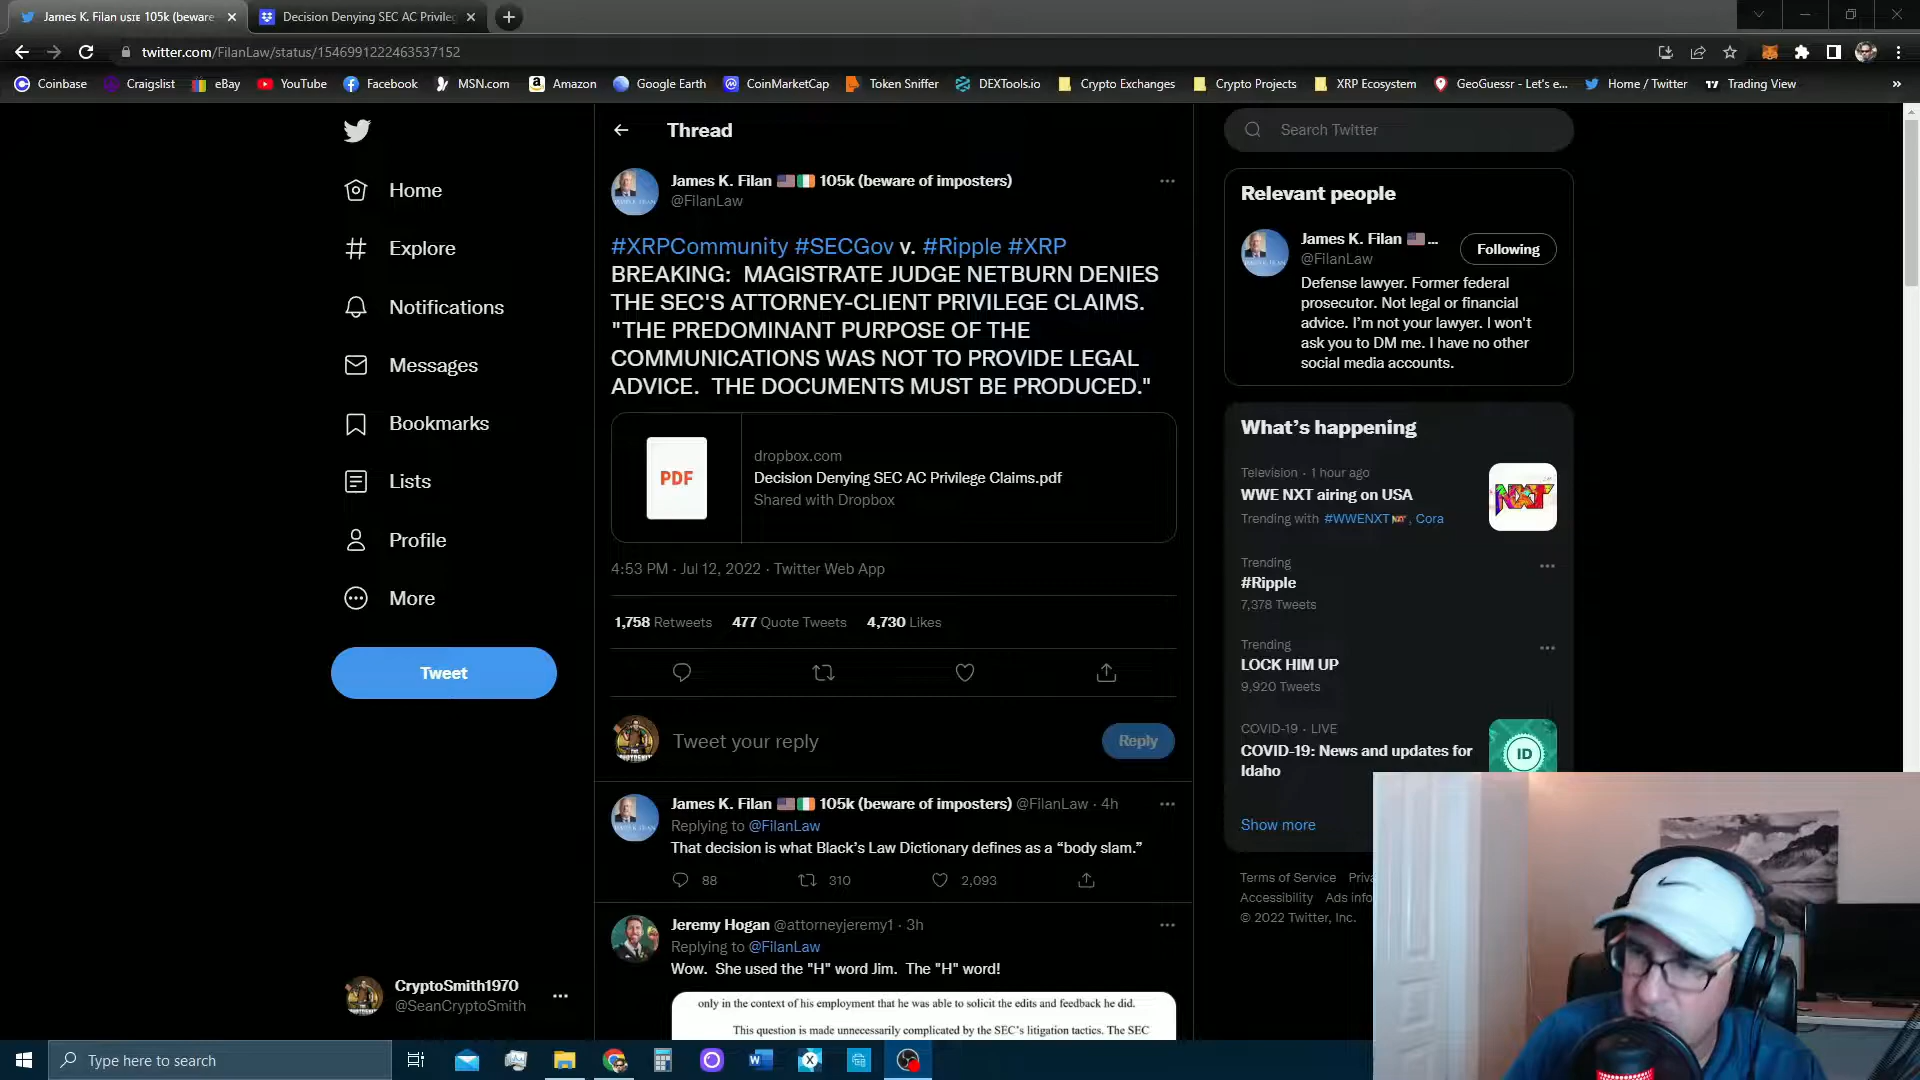 James K. Filan 105k (beware
Decision Denying SEC AC Privileg
twitter.com/FilanLaw/status/1546991222463537152
Coinbase
Craigslist
eBay
YouTube
Facebook
MSN.com
Amazon
Google Earth
CoinMarketCap
Token Sniffer
DEXTools.io
Crypto Exchanges
Crypto Projects
XRP Ecosystem
GeoGuessr - Let's e...
Home / Twitter
Trading View
»
Home
Explore
Notifications
Messages
Bookmarks
Lists
Profile
More
Tweet
CryptoSmith1970
@SeanCryptoSmith
Thread
James K. Filan 🇺🇸🇮🇪 105k (beware of imposters)
@FilanLaw
#XRPCommunity #SECGov v. #Ripple #XRP
BREAKING: MAGISTRATE JUDGE NETBURN DENIES
THE SEC'S ATTORNEY-CLIENT PRIVILEGE CLAIMS.
"THE PREDOMINANT PURPOSE OF THE
COMMUNICATIONS WAS NOT TO PROVIDE LEGAL
ADVICE. THE DOCUMENTS MUST BE PRODUCED."
PDF
dropbox.com
Decision Denying SEC AC Privilege Claims.pdf
Shared with Dropbox
4:53 PM · Jul 12, 2022 · Twitter Web App
1,758 Retweets 477 Quote Tweets 4,730 Likes
Tweet your reply
Reply
James K. Filan 🇺🇸🇮🇪 105k (beware of imposters) @FilanLaw · 4h
Replying to @FilanLaw
That decision is what Black's Law Dictionary defines as a “body slam.”
88 310 2,093
Jeremy Hogan @attorneyjeremy1 · 3h
Replying to @FilanLaw
Wow. She used the "H" word Jim. The "H" word!
only in the context of his employment that he was able to solicit the edits and feedback he did.
This question is made unnecessarily complicated by the SEC's litigation tactics. The SEC
Search Twitter
Relevant people
James K. Filan 🇺🇸 ...
@FilanLaw
Following
Defense lawyer. Former federal
prosecutor. Not legal or financial
advice. I'm not your lawyer. I won't
ask you to DM me. I have no other
social media accounts.
What's happening
Television · 1 hour ago
WWE NXT airing on USA
Trending with #WWENXT, Cora
NXT
Trending
#Ripple
7,378 Tweets
Trending
LOCK HIM UP
9,920 Tweets
COVID-19 · LIVE
COVID-19: News and updates for
Idaho
ID
Show more
Terms of Service Priva
Accessibility Ads info
© 2022 Twitter, Inc.
Type here to search